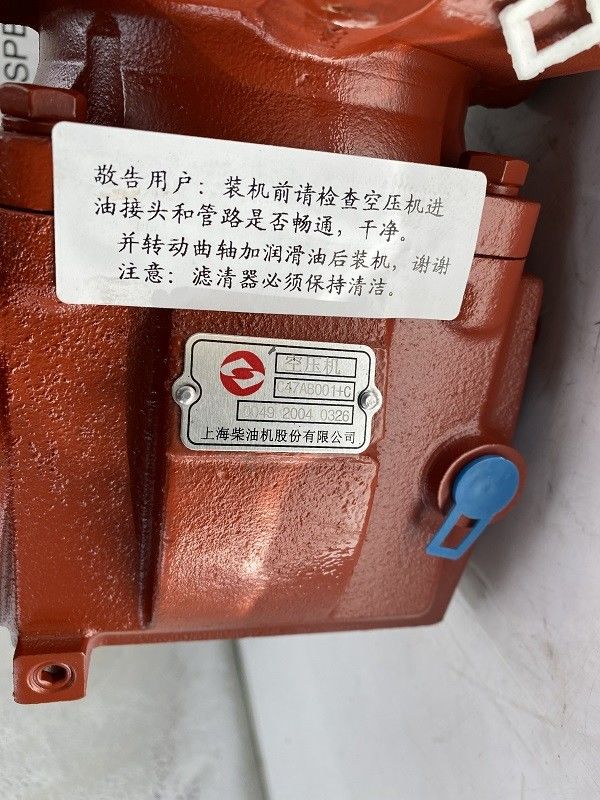 SPE
敬告用户：装机前请检查空压机进
油接头和管路是否畅通，干净。
并转动曲轴加润滑油后装机，谢谢
注意：滤清器必须保持清洁。
空压机
C47AB001+C
0049 2004 0326
上海柴油机股份有限公司